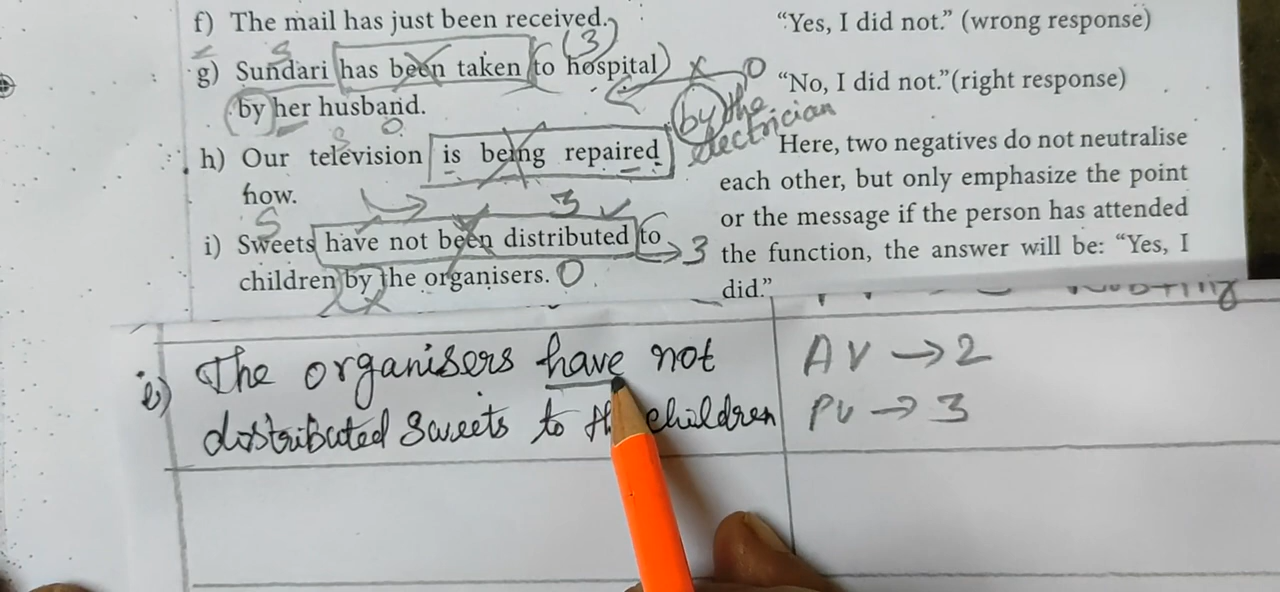 f) The mail has just been received.
(3)
g) Sundari has been taken to hospital
by her husband.
S
O
by the
electrician
h) Our television is being repaired
how.
S
3
i) Sweets have not been distributed to
→3
children by the organisers. O
"Yes, I did not." (wrong response)
"No, I did not."(right response)
Here, two negatives do not neutralise
each other, but only emphasize the point
or the message if the person has attended
the function, the answer will be: "Yes, I
did."
i) The organisers have not
distributed sweets to children
AV → 2
PV → 3